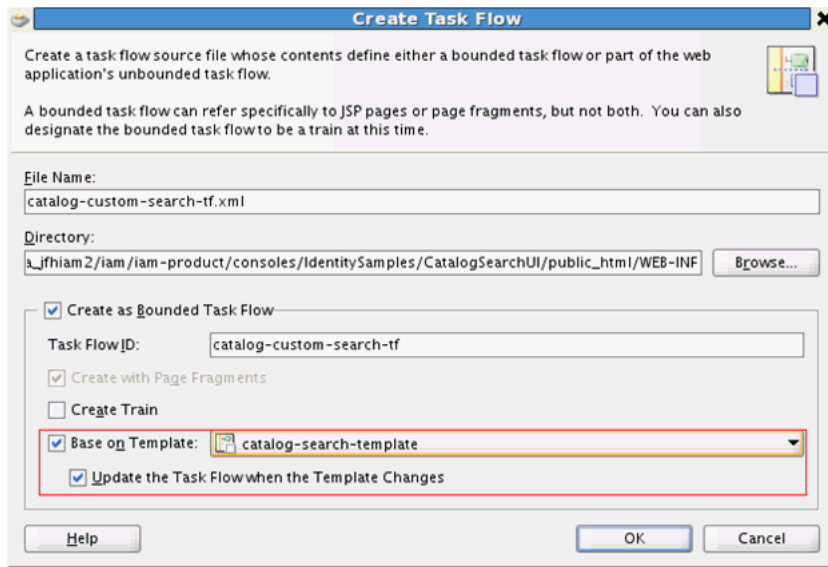 Create Task Flow
Create a task flow source file whose contents define either a bounded task flow or part of the web
application's unbounded task flow.
A bounded task flow can refer specifically to JSP pages or page fragments, but not both. You can also
designate the bounded task flow to be a train at this time.
File Name:
catalog-custom-search-tf.xml
Directory:
a_jfhiam2/iam/iam-product/consoles/IdentitySamples/CatalogSearchUI/public_html/WEB-INF
Browse...
Create as Bounded Task Flow
Task Flow ID:
catalog-custom-search-tf
Create with Page Fragments
Create Train
Base on Template:
catalog-search-template
Update the Task Flow when the Template Changes
Help
OK
Cancel